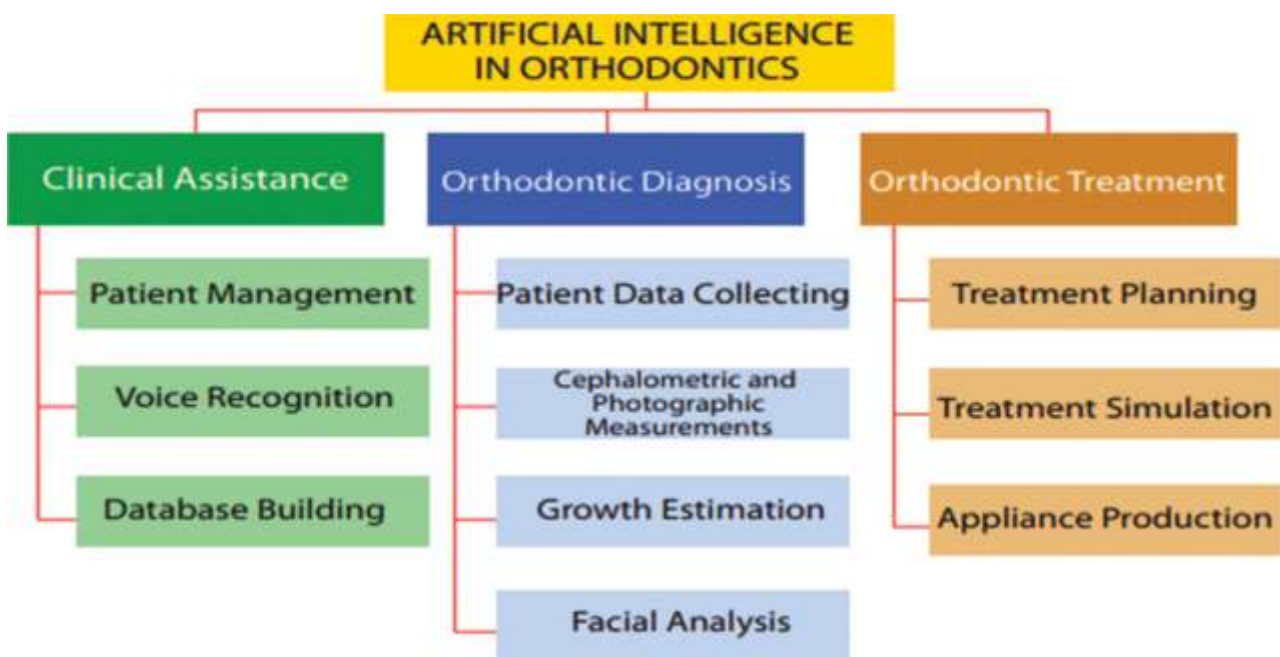 ARTIFICIAL INTELLIGENCE
IN ORTHODONTICS
Clinical Assistance
Patient Management
Voice Recognition
Database Building
Orthodontic Diagnosis
Patient Data Collecting
Cephalometric and
Photographic
Measurements
Growth Estimation
Facial Analysis
Orthodontic Treatment
Treatment Planning
Treatment Simulation
Appliance Production